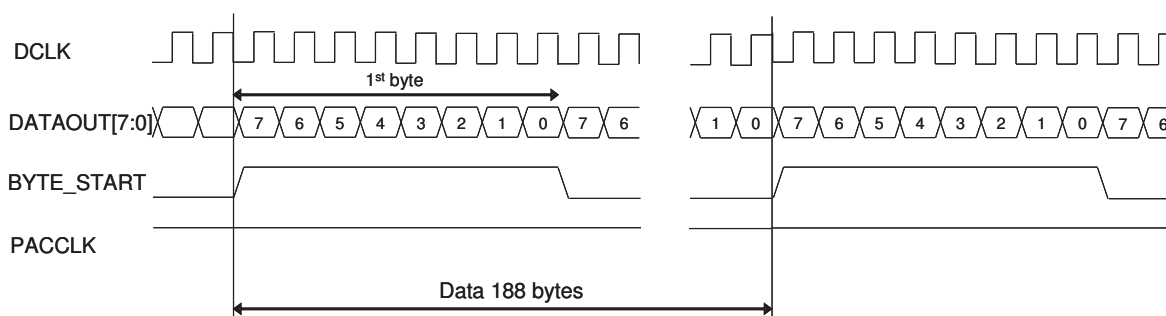 DCLK
1st byte
DATAOUT[7:0] 7 6 5 4 3 2 1 0 7 6 1 0 7 6 5 4 3 2 1 0 7 6
BYTE_START
PACCLK
Data 188 bytes